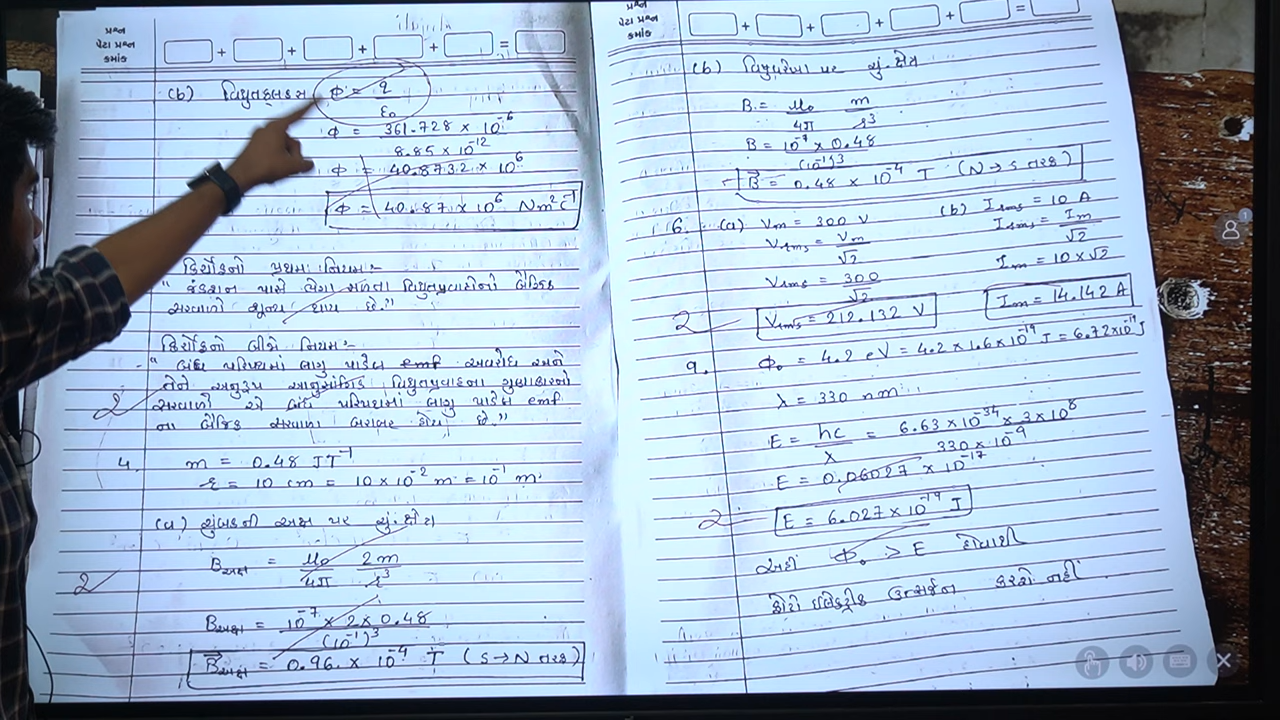 પ્રશ્ન
પેટા પ્રશ્ન
ક્રમાંક
+ + + + =
(b) વિદ્યુતફ્લક્સ Φ = q / ε₀
Φ = 361.728 × 10⁻⁶ / 8.85 × 10⁻¹²
Φ = 40.8732 × 10⁶
Φ = 40.87 × 10⁶ Nm²C⁻¹
કિર્ચોફનો પ્રથમ નિયમ :-
" જંકશન પાસે ભેગા મળતા વિદ્યુતપ્રવાહોનો બૈજિક
સરવાળો શૂન્ય થાય છે."
કિર્ચોફનો બીજો નિયમ :-
" બંધ પરિપથમાં લાગુ પાડેલ emf અવરોધ અને
તેને અનુરૂપ આનુસાંગિક વિદ્યુતપ્રવાહના ગુણાકારનો
સરવાળો એ બંધ પરિપથમાં લાગુ પાડેલ emf
ના બૈજિક સરવાળા બરાબર હોય છે."
2
4. m = 0.48 JT⁻¹
r = 10 cm = 10×10⁻² m = 10⁻¹ m
(a) ચુંબકની અક્ષ પર ચું.ક્ષેત્ર
Bઅક્ષ = μ₀/4π 2m/r³
2
Bઅક્ષ = 10⁻⁷ × 2 × 0.48 / (10⁻¹)³
B⃗અક્ષ = 0.96 × 10⁻⁴ T (S→N તરફ)
પ્રશ્ન
પેટા પ્રશ્ન
ક્રમાંક
+ + + + =
(b) વિષુવરેખા પર ચું.ક્ષેત્ર
B = μ₀/4π m/r³
B = 10⁻⁷ × 0.48 / (10⁻¹)³
B⃗ = 0.48 × 10⁻⁴ T (N→S તરફ)
6. (a) Vm = 300 V (b) Irms = 10 A
Vrms = Vm/√2 Irms = Im/√2
Vrms = 300/√2 Im = 10×√2
2 Vrms = 212.132 V Im = 14.142 A
9. Φ₀ = 4.2 eV = 4.2 × 1.6×10⁻¹⁹ J = 6.72×10⁻¹⁹ J
λ = 330 nm
E = hc/λ = 6.63×10⁻³⁴ × 3×10⁸ / 330×10⁻⁹
E = 0.06027 × 10⁻¹⁷
2 E = 6.027×10⁻¹⁹ J
અહીં Φ₀ > E હોવાથી
ફોટો ઇલેક્ટ્રીક ઉત્સર્જન કરશે નહીં